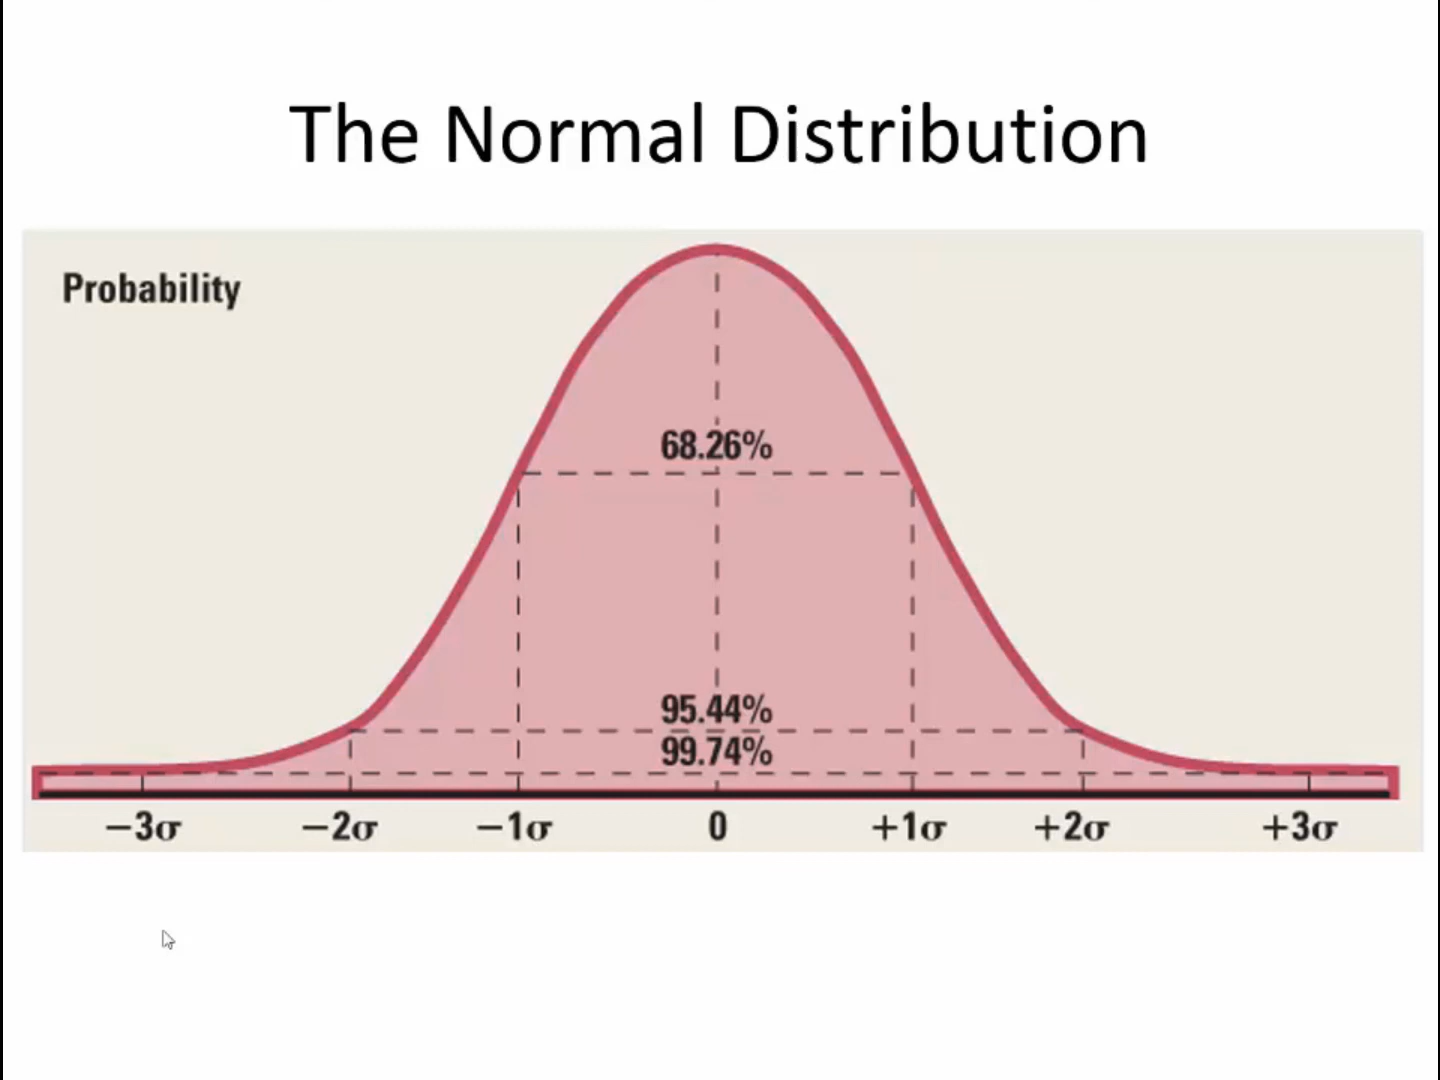 The Normal Distribution
Probability
68.26%
95.44%
99.74%
−3σ −2σ −1σ 0 +1σ +2σ +3σ